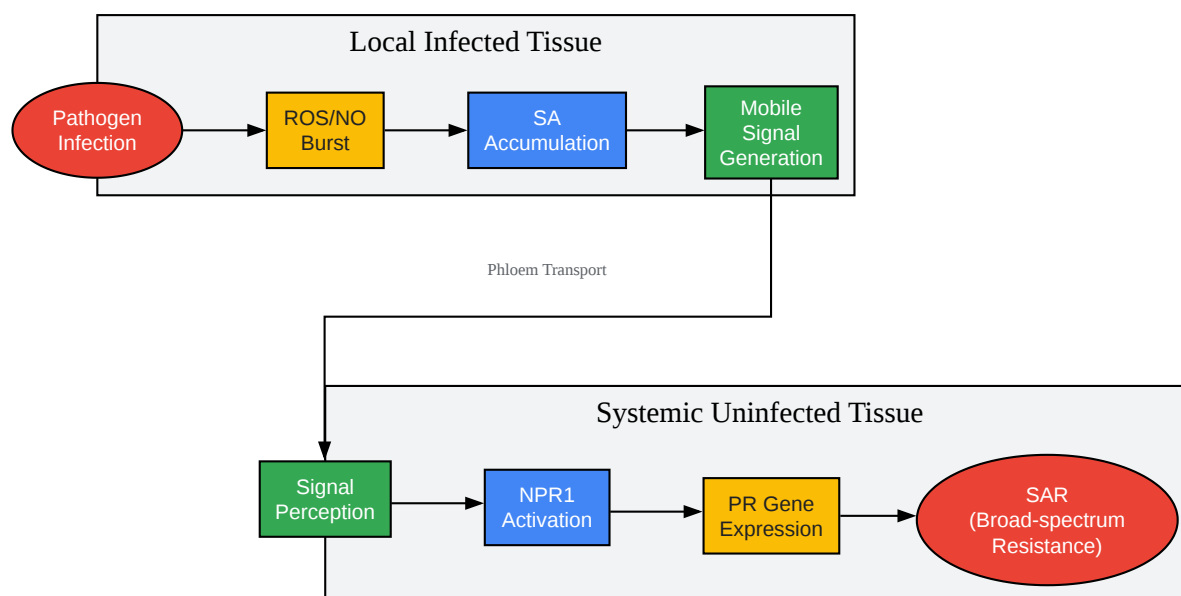 Local Infected Tissue
Pathogen
Infection
ROS/NO
Burst
SA
Accumulation
Mobile
Signal
Generation
Phloem Transport
Systemic Uninfected Tissue
Signal
Perception
NPR1
Activation
PR Gene
Expression
SAR
(Broad-spectrum
Resistance)